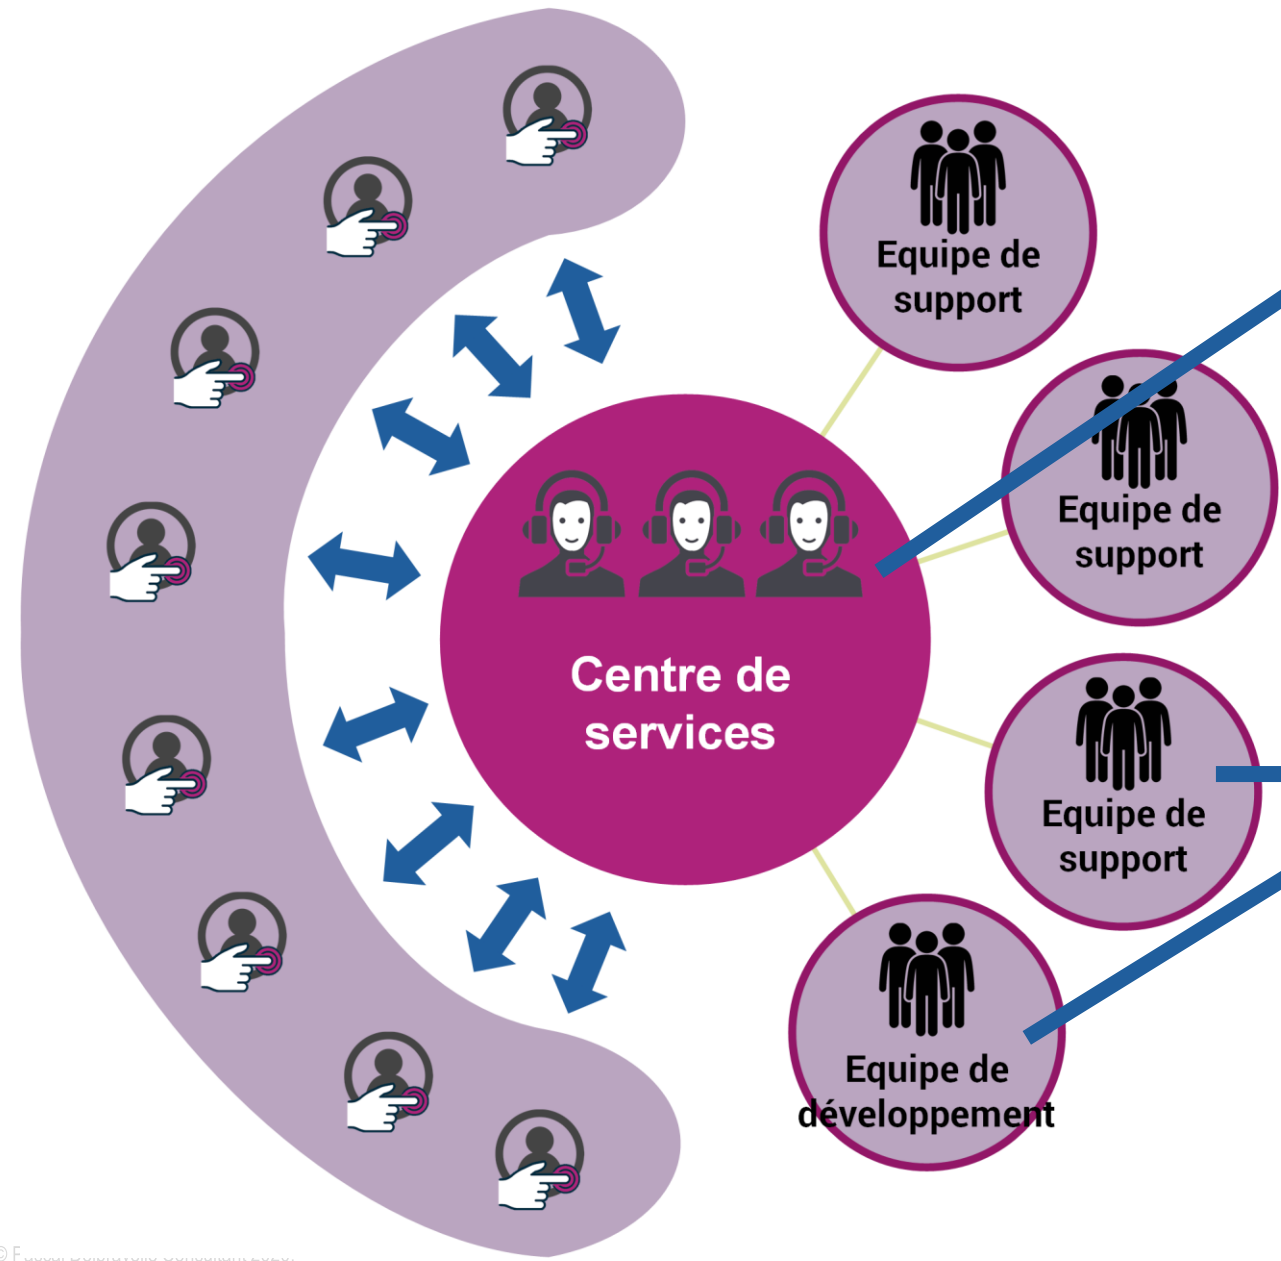 Equipe de
support
Equipe de
support
Centre de
services
Equipe de
support
Equipe de
développement